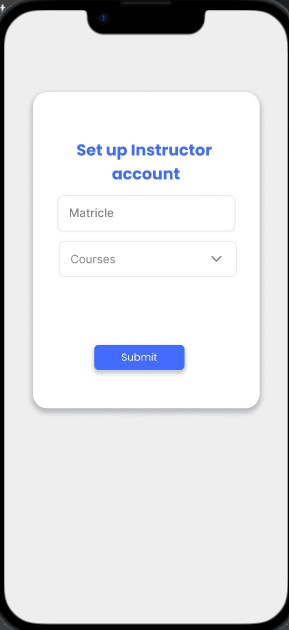 Set up Instructor
account
Matricle
Courses
Submit